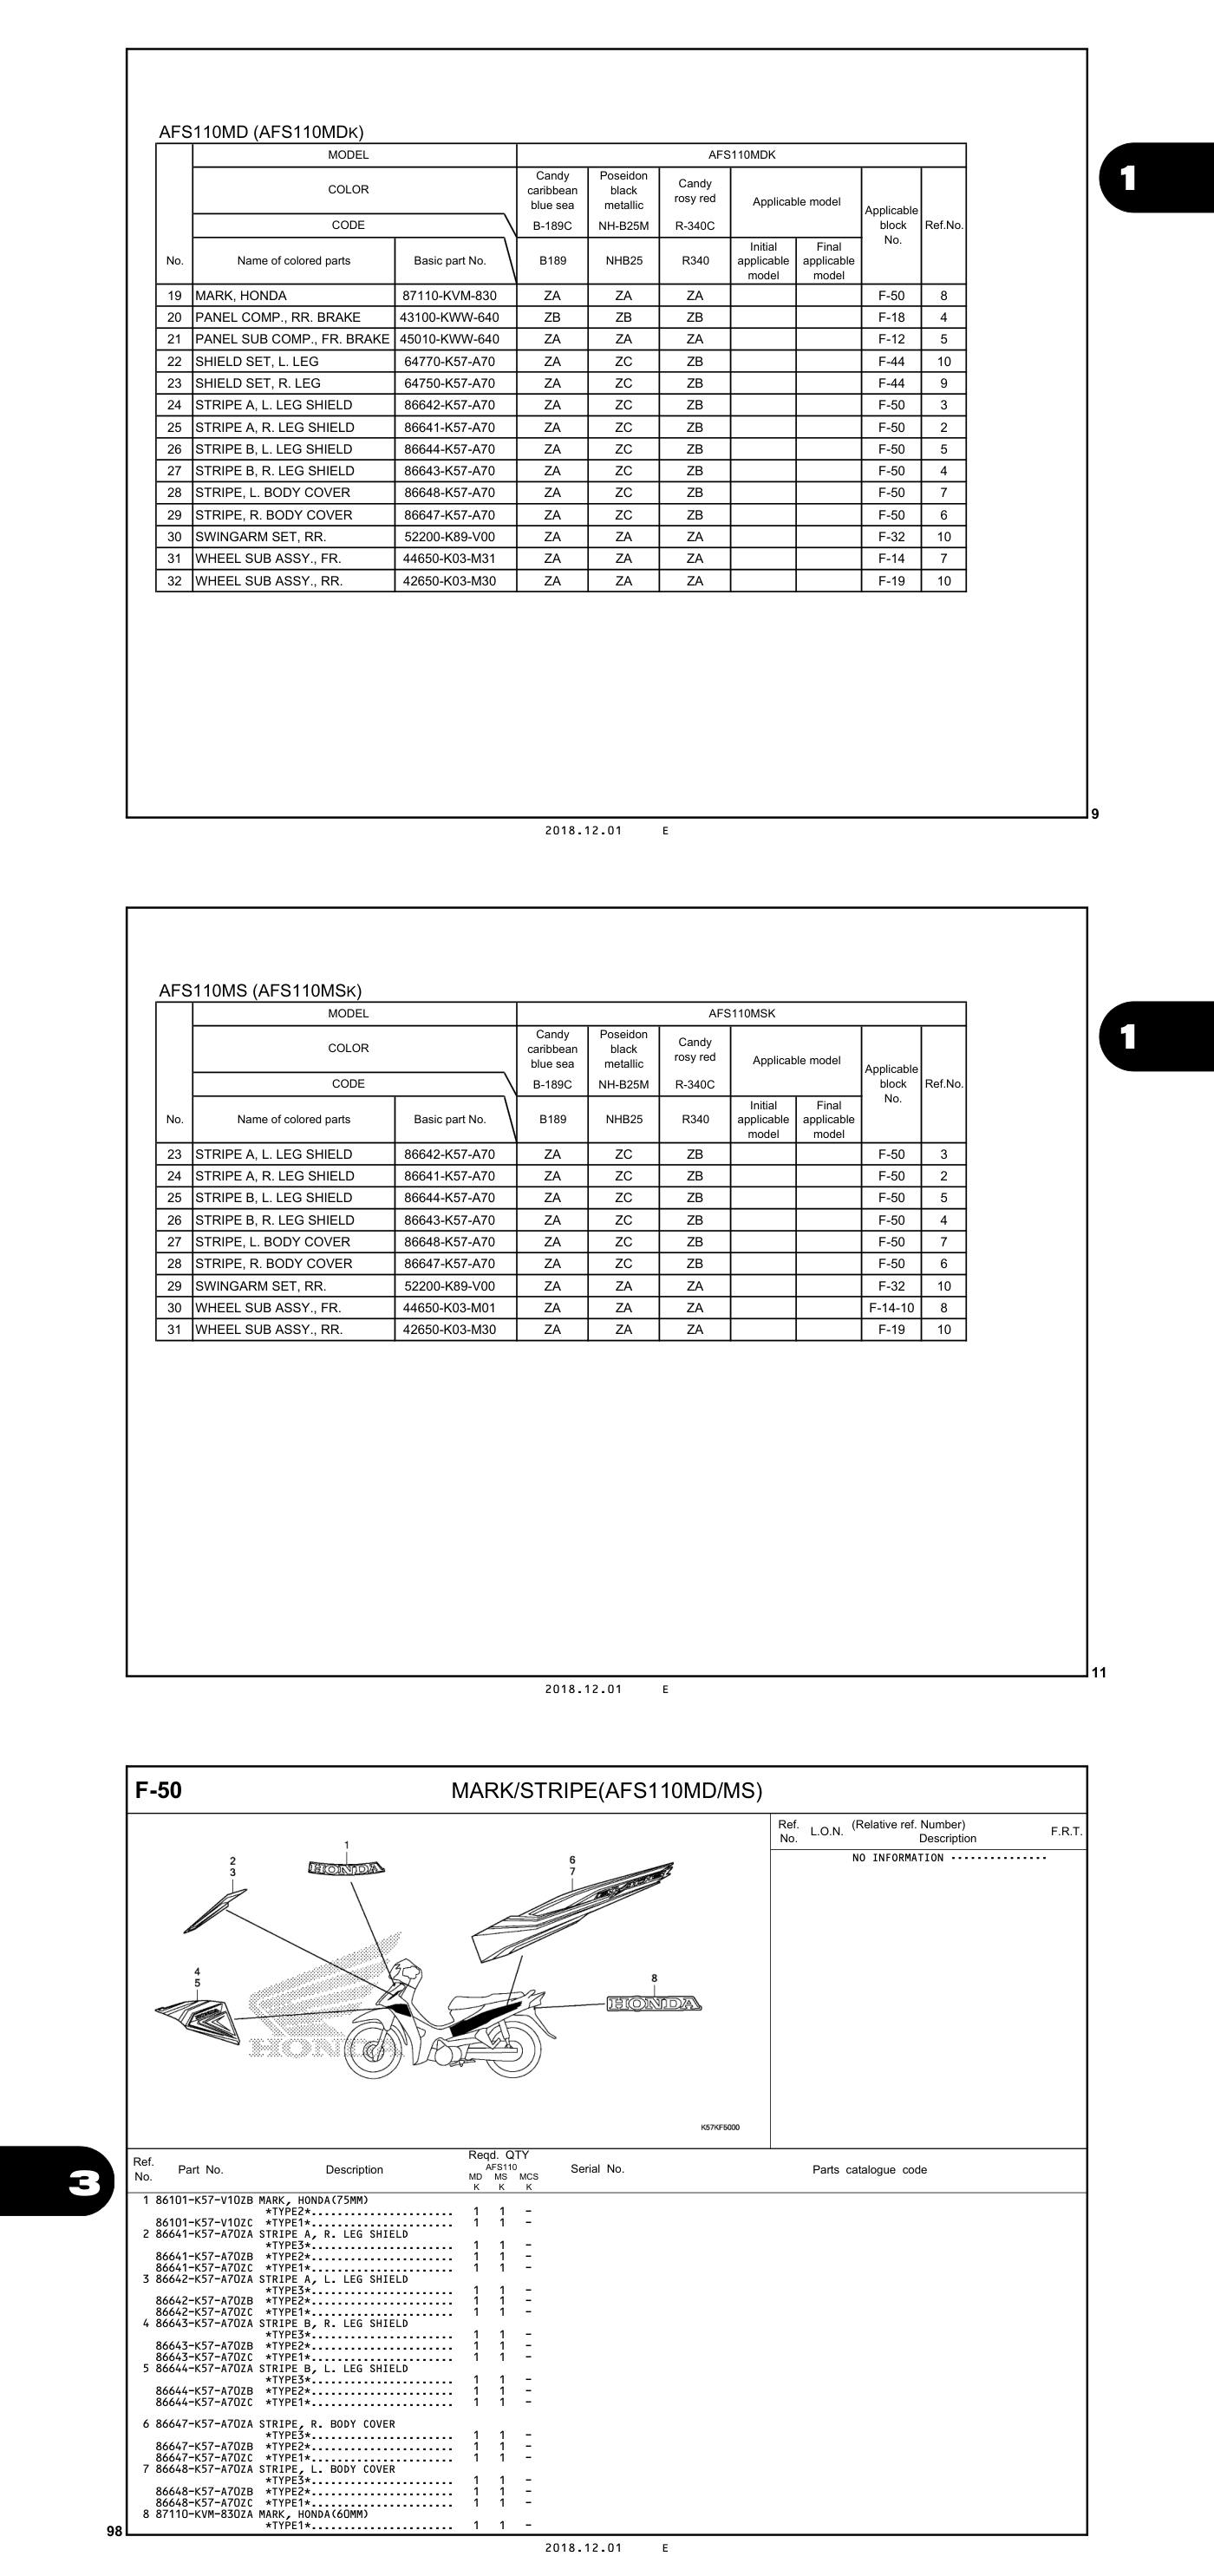 AFS110MD (AFS110MDK)
MODEL AFS110MDK
COLOR Candy caribbean blue sea Poseidon black metallic Candy rosy red Applicable model Applicable block No. Ref.No.
CODE B-189C NH-B25M R-340C
No. Name of colored parts Basic part No. B189 NHB25 R340 Initial applicable model Final applicable model
19 MARK, HONDA 87110-KVM-830 ZA ZA ZA F-50 8
20 PANEL COMP., RR. BRAKE 43100-KWW-640 ZB ZB ZB F-18 4
21 PANEL SUB COMP., FR. BRAKE 45010-KWW-640 ZA ZA ZA F-12 5
22 SHIELD SET, L. LEG 64770-K57-A70 ZA ZC ZB F-44 10
23 SHIELD SET, R. LEG 64750-K57-A70 ZA ZC ZB F-44 9
24 STRIPE A, L. LEG SHIELD 86642-K57-A70 ZA ZC ZB F-50 3
25 STRIPE A, R. LEG SHIELD 86641-K57-A70 ZA ZC ZB F-50 2
26 STRIPE B, L. LEG SHIELD 86644-K57-A70 ZA ZC ZB F-50 5
27 STRIPE B, R. LEG SHIELD 86643-K57-A70 ZA ZC ZB F-50 4
28 STRIPE, L. BODY COVER 86648-K57-A70 ZA ZC ZB F-50 7
29 STRIPE, R. BODY COVER 86647-K57-A70 ZA ZC ZB F-50 6
30 SWINGARM SET, RR. 52200-K89-V00 ZA ZA ZA F-32 10
31 WHEEL SUB ASSY., FR. 44650-K03-M31 ZA ZA ZA F-14 7
32 WHEEL SUB ASSY., RR. 42650-K03-M30 ZA ZA ZA F-19 10
1
9
2018.12.01 E
AFS110MS (AFS110MSK)
MODEL AFS110MSK
COLOR Candy caribbean blue sea Poseidon black metallic Candy rosy red Applicable model Applicable block No. Ref.No.
CODE B-189C NH-B25M R-340C
No. Name of colored parts Basic part No. B189 NHB25 R340 Initial applicable model Final applicable model
23 STRIPE A, L. LEG SHIELD 86642-K57-A70 ZA ZC ZB F-50 3
24 STRIPE A, R. LEG SHIELD 86641-K57-A70 ZA ZC ZB F-50 2
25 STRIPE B, L. LEG SHIELD 86644-K57-A70 ZA ZC ZB F-50 5
26 STRIPE B, R. LEG SHIELD 86643-K57-A70 ZA ZC ZB F-50 4
27 STRIPE, L. BODY COVER 86648-K57-A70 ZA ZC ZB F-50 7
28 STRIPE, R. BODY COVER 86647-K57-A70 ZA ZC ZB F-50 6
29 SWINGARM SET, RR. 52200-K89-V00 ZA ZA ZA F-32 10
30 WHEEL SUB ASSY., FR. 44650-K03-M01 ZA ZA ZA F-14-10 8
31 WHEEL SUB ASSY., RR. 42650-K03-M30 ZA ZA ZA F-19 10
1
11
2018.12.01 E
F-50 MARK/STRIPE(AFS110MD/MS)
Ref. No. L.O.N. (Relative ref. Number) Description F.R.T.
NO INFORMATION ---------------
1
HONDA
2
3
6
7
4
5
8
HONDA
HONDA
K57KF5000
3
Ref. No. Part No. Description Reqd. QTY Serial No. Parts catalogue code
AFS110
MD MS MCS
K K K
1 86101-K57-V10ZB MARK, HONDA(75MM)
*TYPE2*...................... 1 1 -
86101-K57-V10ZC *TYPE1*...................... 1 1 -
2 86641-K57-A70ZA STRIPE A, R. LEG SHIELD
*TYPE3*...................... 1 1 -
86641-K57-A70ZB *TYPE2*...................... 1 1 -
86641-K57-A70ZC *TYPE1*...................... 1 1 -
3 86642-K57-A70ZA STRIPE A, L. LEG SHIELD
*TYPE3*...................... 1 1 -
86642-K57-A70ZB *TYPE2*...................... 1 1 -
86642-K57-A70ZC *TYPE1*...................... 1 1 -
4 86643-K57-A70ZA STRIPE B, R. LEG SHIELD
*TYPE3*...................... 1 1 -
86643-K57-A70ZB *TYPE2*...................... 1 1 -
86643-K57-A70ZC *TYPE1*...................... 1 1 -
5 86644-K57-A70ZA STRIPE B, L. LEG SHIELD
*TYPE3*...................... 1 1 -
86644-K57-A70ZB *TYPE2*...................... 1 1 -
86644-K57-A70ZC *TYPE1*...................... 1 1 -
6 86647-K57-A70ZA STRIPE, R. BODY COVER
*TYPE3*...................... 1 1 -
86647-K57-A70ZB *TYPE2*...................... 1 1 -
86647-K57-A70ZC *TYPE1*...................... 1 1 -
7 86648-K57-A70ZA STRIPE, L. BODY COVER
*TYPE3*...................... 1 1 -
86648-K57-A70ZB *TYPE2*...................... 1 1 -
86648-K57-A70ZC *TYPE1*...................... 1 1 -
8 87110-KVM-830ZA MARK, HONDA(60MM)
*TYPE1*...................... 1 1 -
98
2018.12.01 E